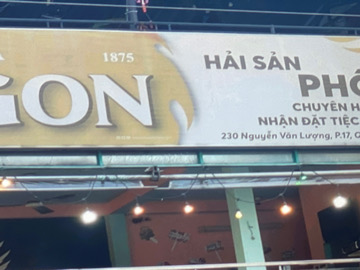 1875
GON
HẢI SẢN
PHỐ
CHUYÊN H
NHẬN ĐẶT TIỆC
230 Nguyễn Văn Lượng, P.17, G